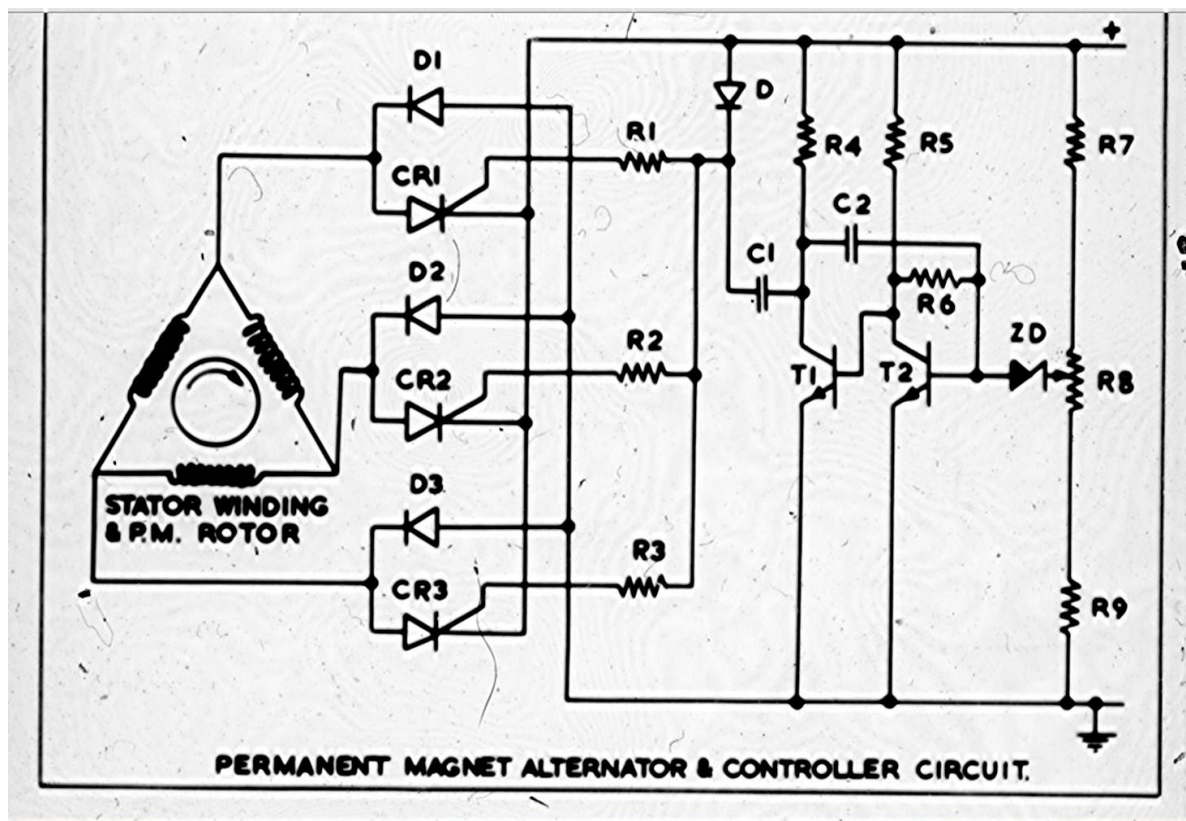 +
D1
D
R1
R4
R5
R7
CR1
C2
C1
D2
R6
ZD
R2
T1
T2
CR2
R8
D3
STATOR WINDING
& P.M. ROTOR
R3
CR3
R9
PERMANENT MAGNET ALTERNATOR & CONTROLLER CIRCUIT.